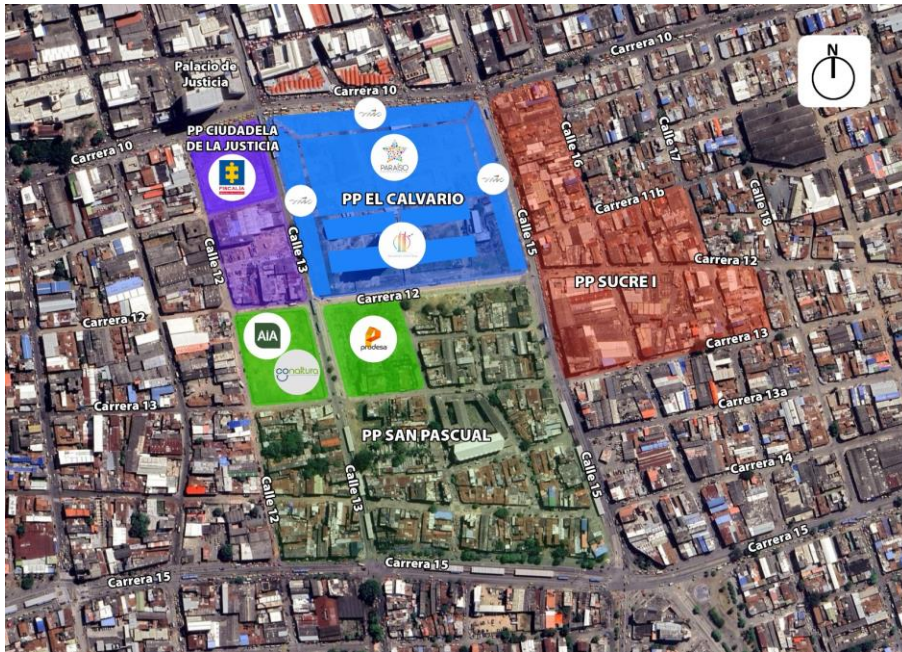 Carrera 10
N
Palacio de
Justicia
Carrera 10
PP CIUDADELA
DE LA JUSTICIA
Carrera 10
Calle 16
Calle 17
FISCALÍA
PARAÍSO
PP EL CALVARIO
Carrera 11b
Calle 18
Calle 12
Calle 13
Calle 15
Carrera 12
PP SUCRE I
Carrera 12
Carrera 12
AIA
prodesa
Carrera 13
conaltura
Carrera 13
Carrera 13a
PP SAN PASCUAL
Carrera 14
Calle 12
Calle 13
Calle 15
Carrera 15
Carrera 15
Carrera 15